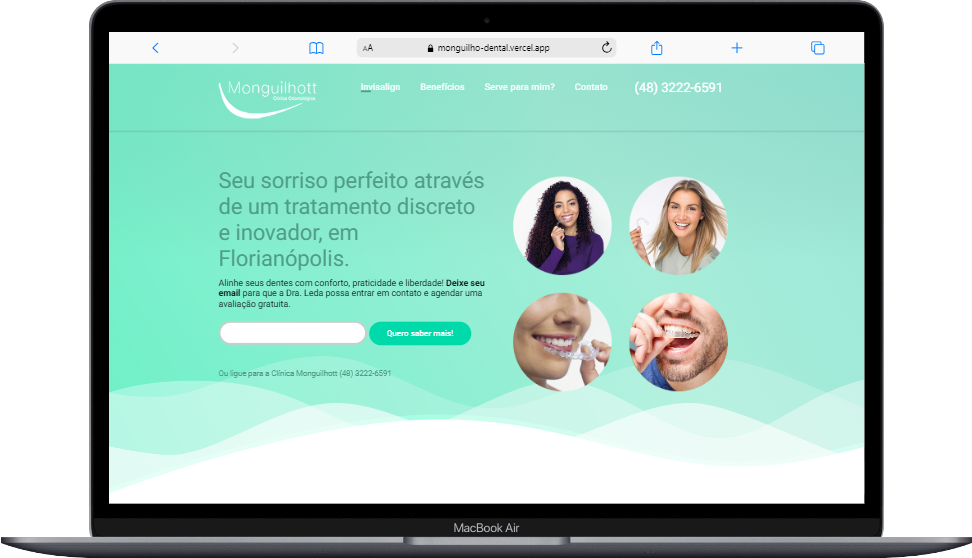 AA monguilho-dental.vercel.app
Monguilhott
Clínica Odontológica
Invisalign Benefícios Serve para mim? Contato (48) 3222-6591
Seu sorriso perfeito através
de um tratamento discreto
e inovador, em
Florianópolis.
Alinhe seus dentes com conforto, praticidade e liberdade! Deixe seu
email para que a Dra. Leda possa entrar em contato e agendar uma
avaliação gratuita.
Quero saber mais!
Ou ligue para a Clínica Monguilhott (48) 3222-6591
MacBook Air